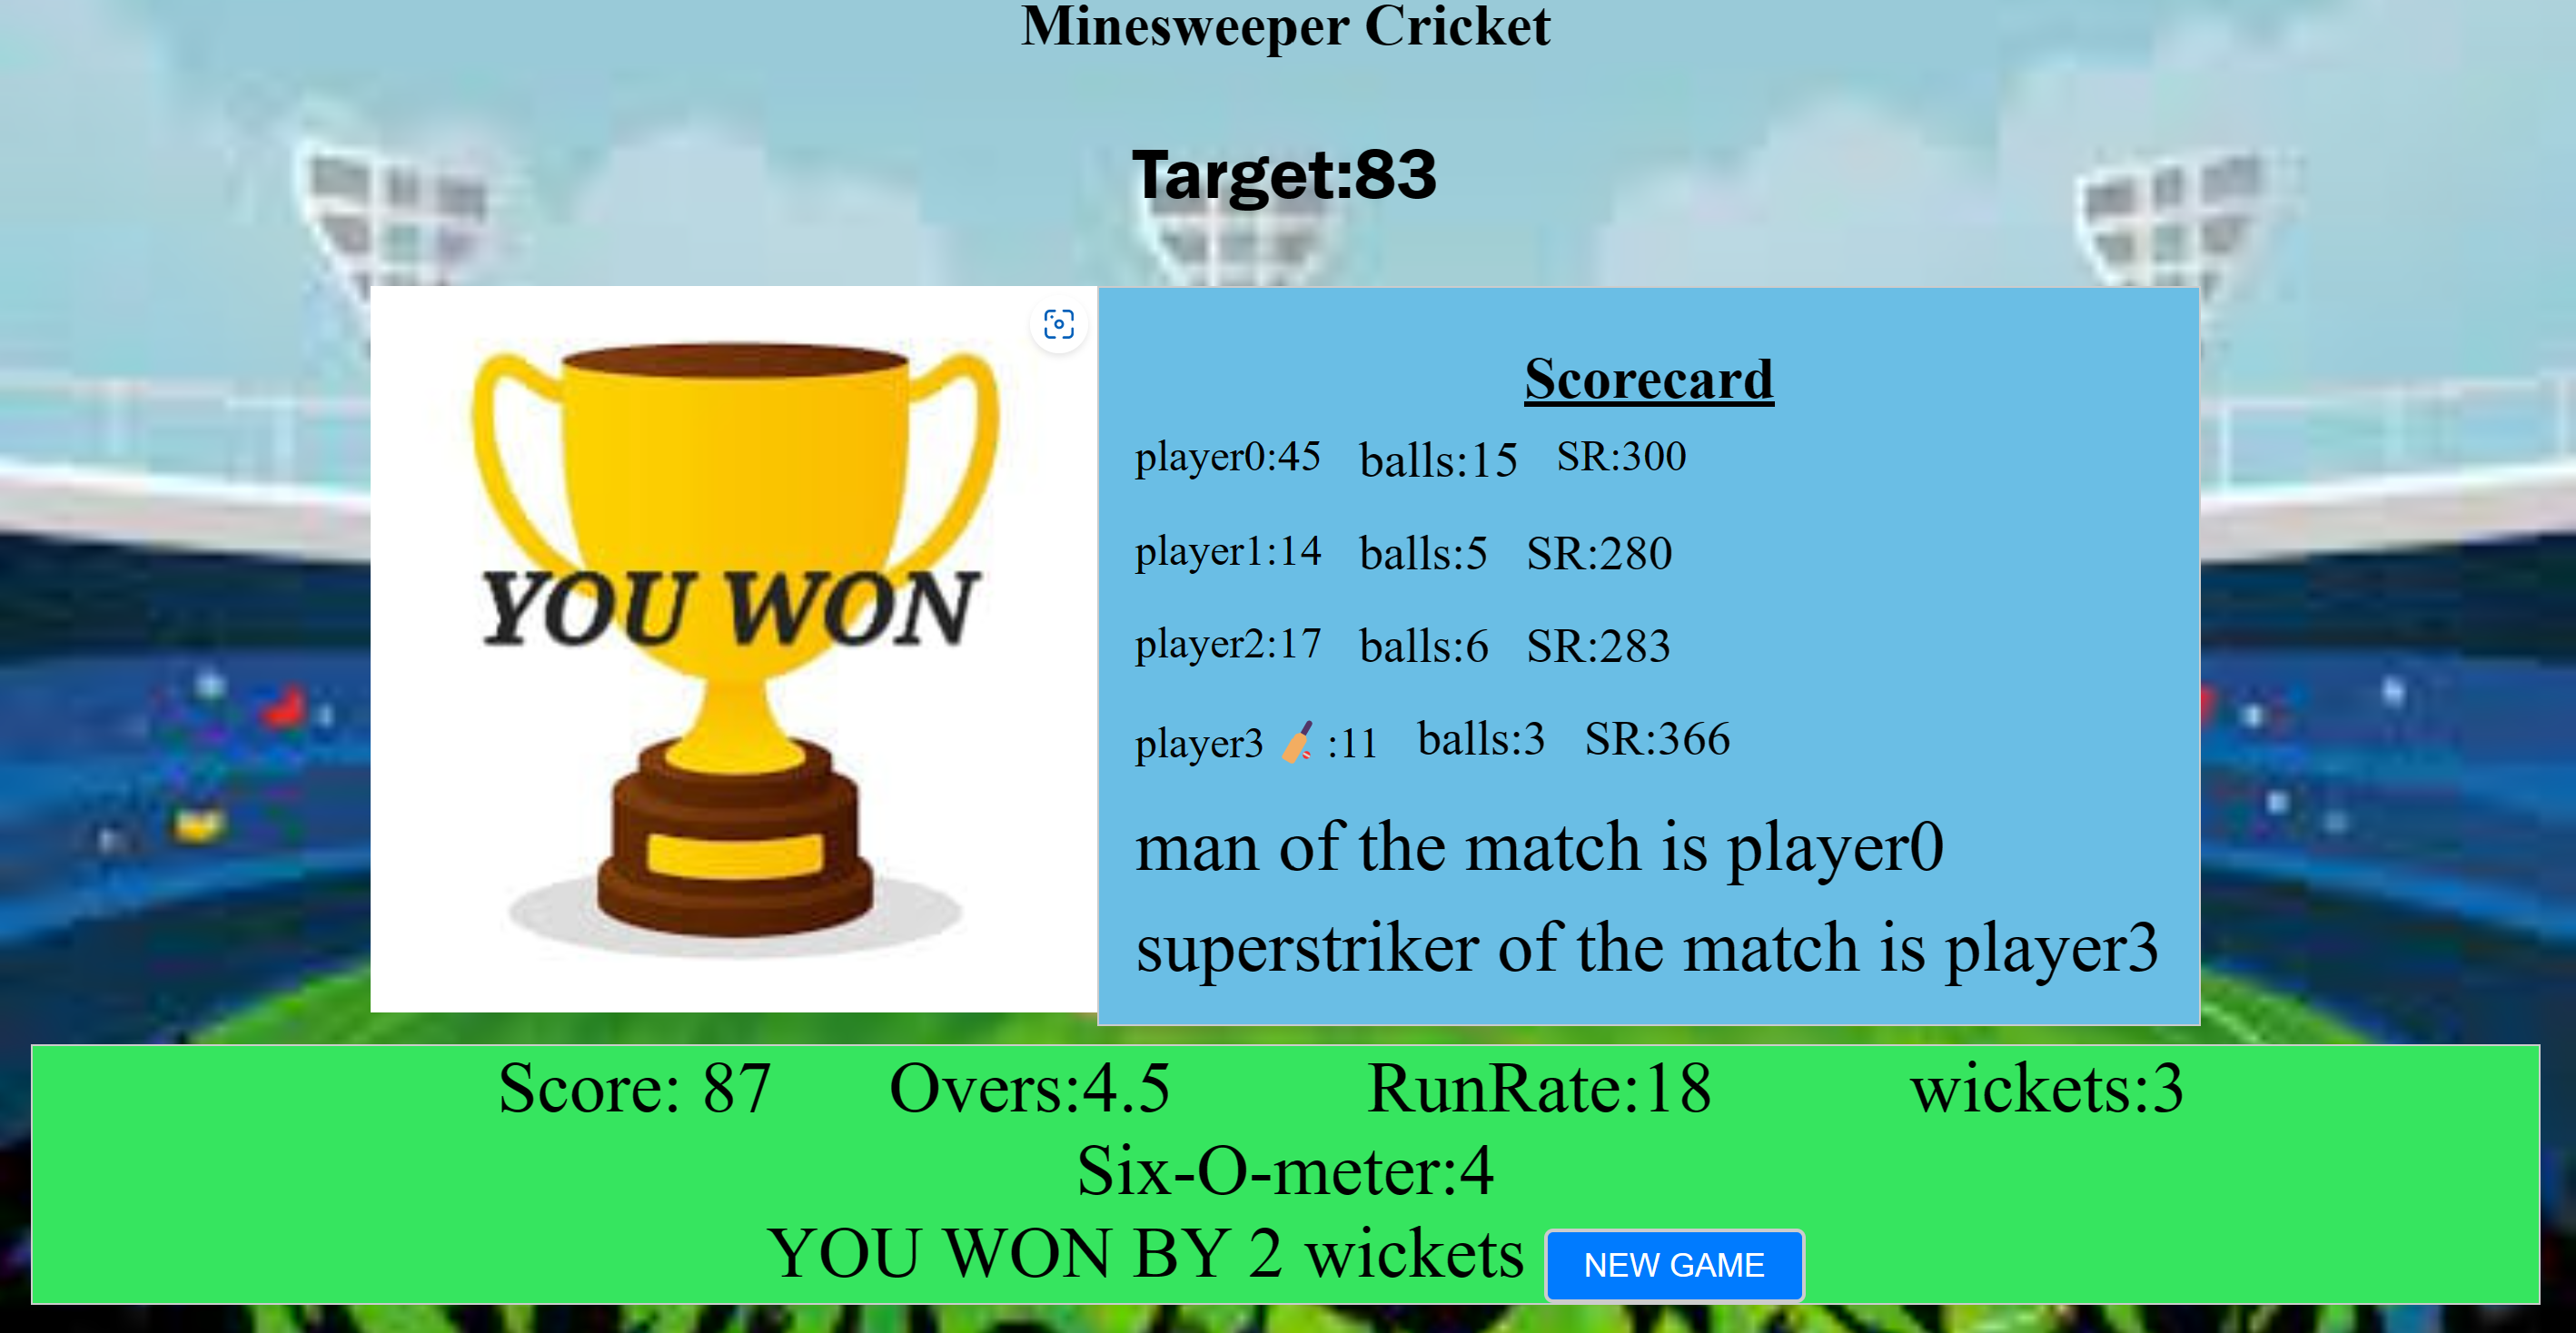 Minesweeper Cricket
Target:83
YOU WON
Scorecard
player0:45 balls:15 SR:300
player1:14 balls:5 SR:280
player2:17 balls:6 SR:283
player3 🏏 :11 balls:3 SR:366
man of the match is player0
superstriker of the match is player3
Score: 87 Overs:4.5 RunRate:18 wickets:3
Six-O-meter:4
YOU WON BY 2 wickets NEW GAME